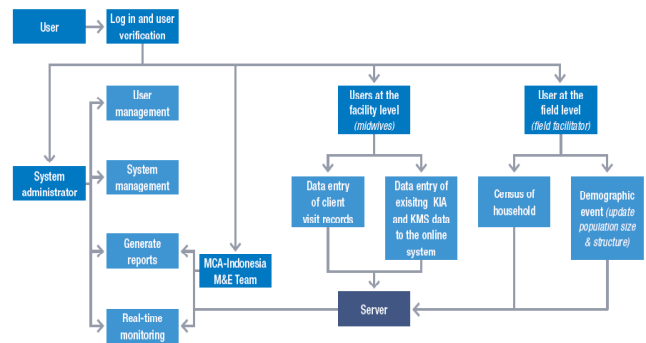 User
Log in and user
verification
User
management
System
administrator
System
management
Generate
reports
Real-time
monitoring
MCA-Indonesia
M&E Team
Users at the
facility level
(midwives)
Data entry
of client
visit records
Data entry of
exisitng KIA
and KMS data
to the online
system
Server
User at the
field level
(field facilitator)
Census of
household
Demographic
event (update
population size
& structure)